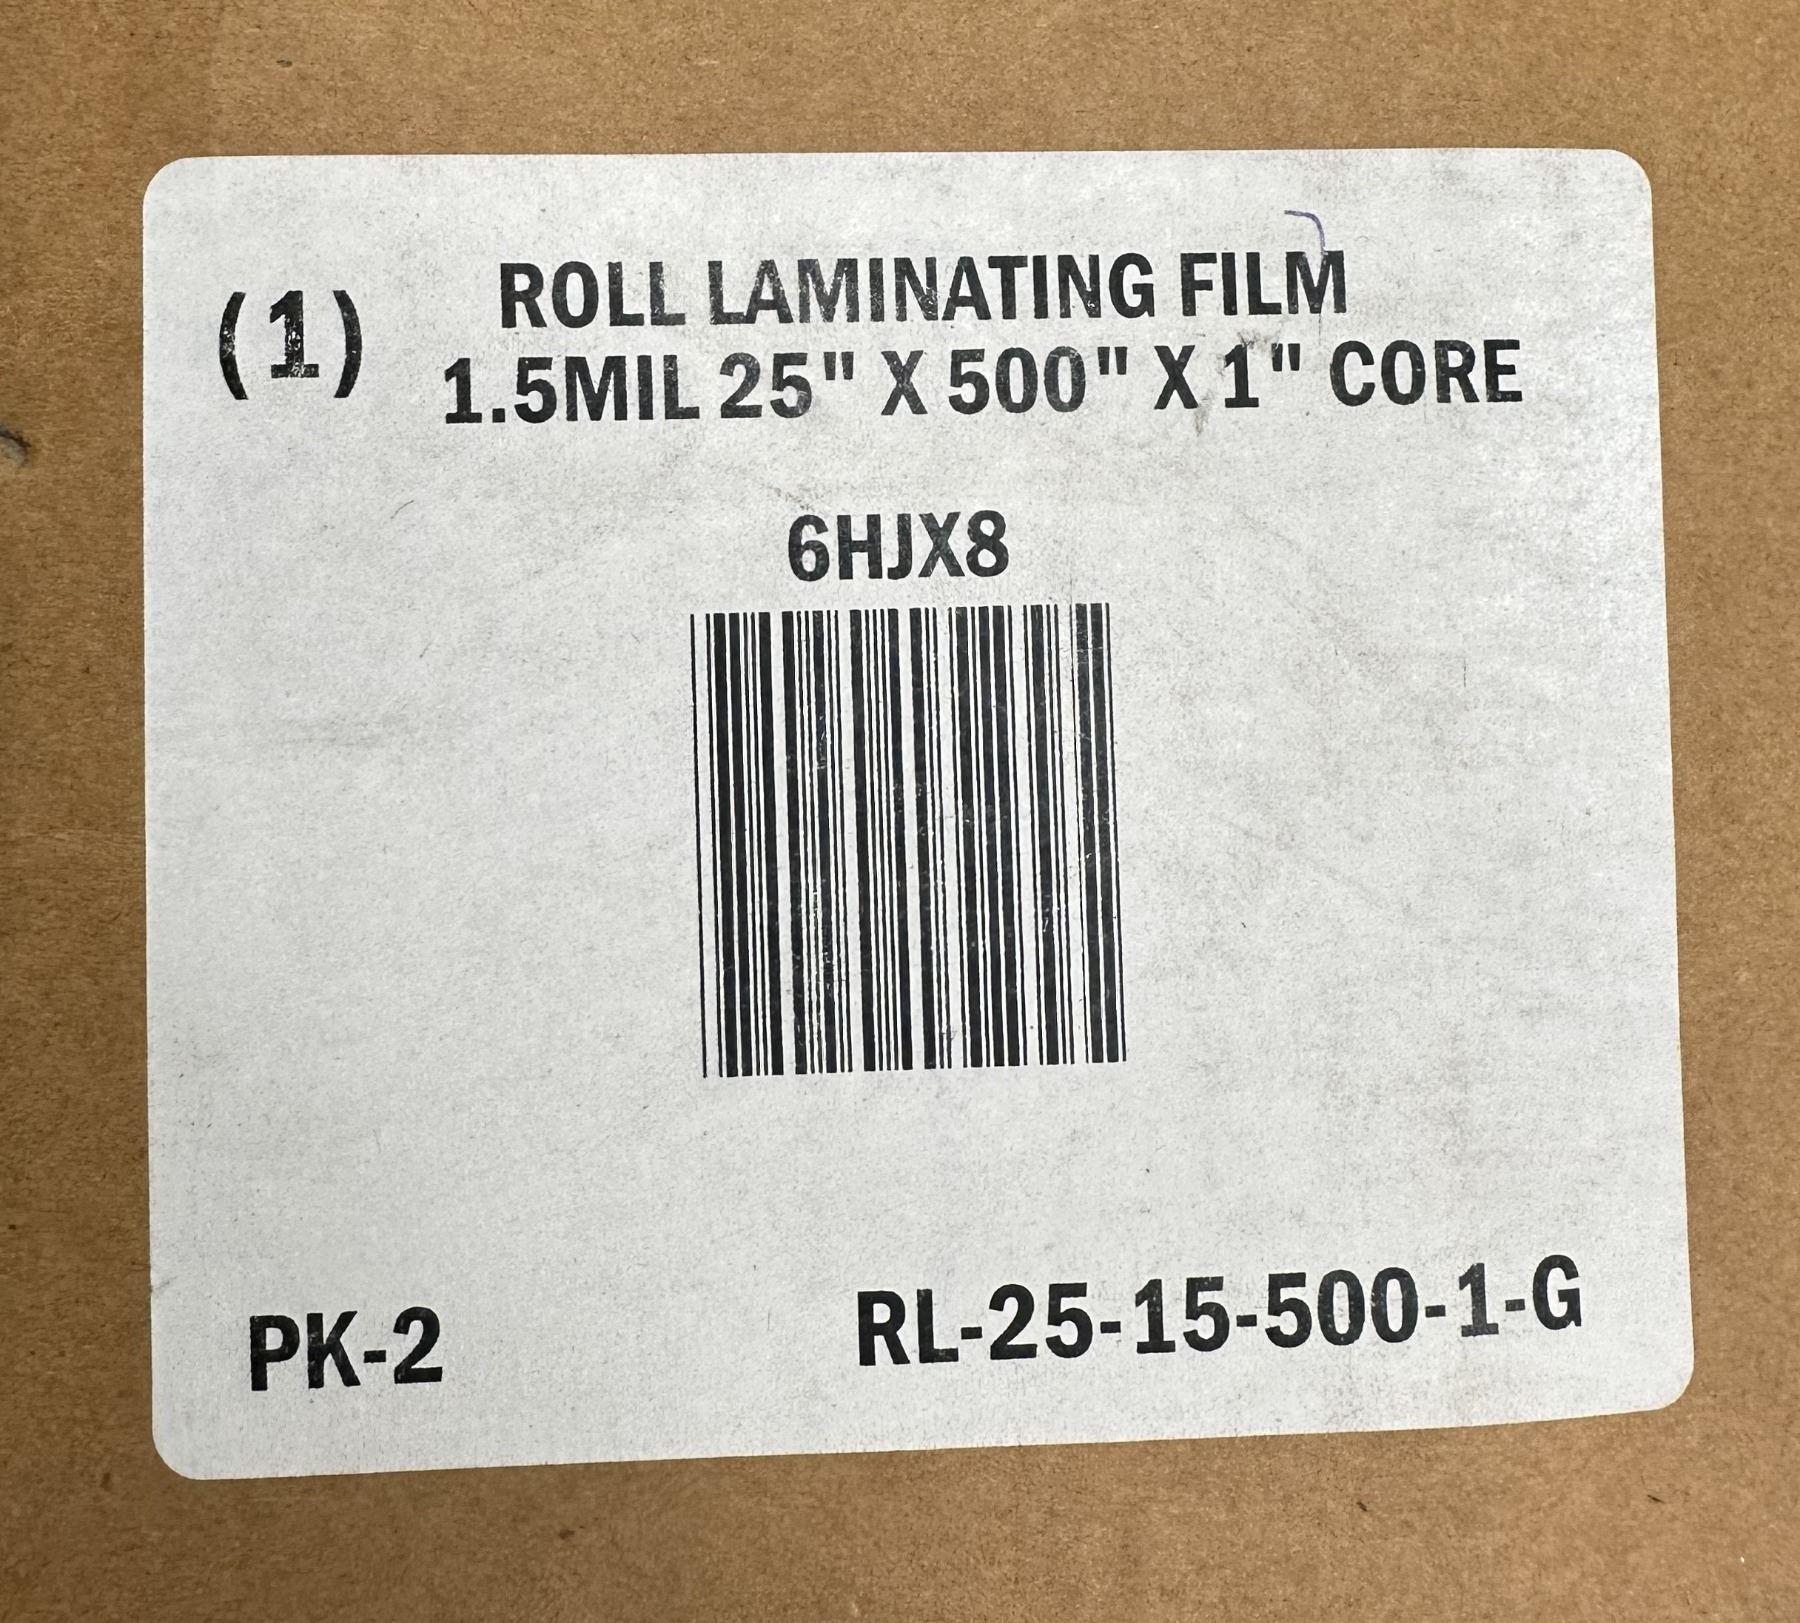 (1) ROLL LAMINATING FILM
1.5MIL 25" X 500" X 1" CORE
6HJX8
PK-2 RL-25-15-500-1-G